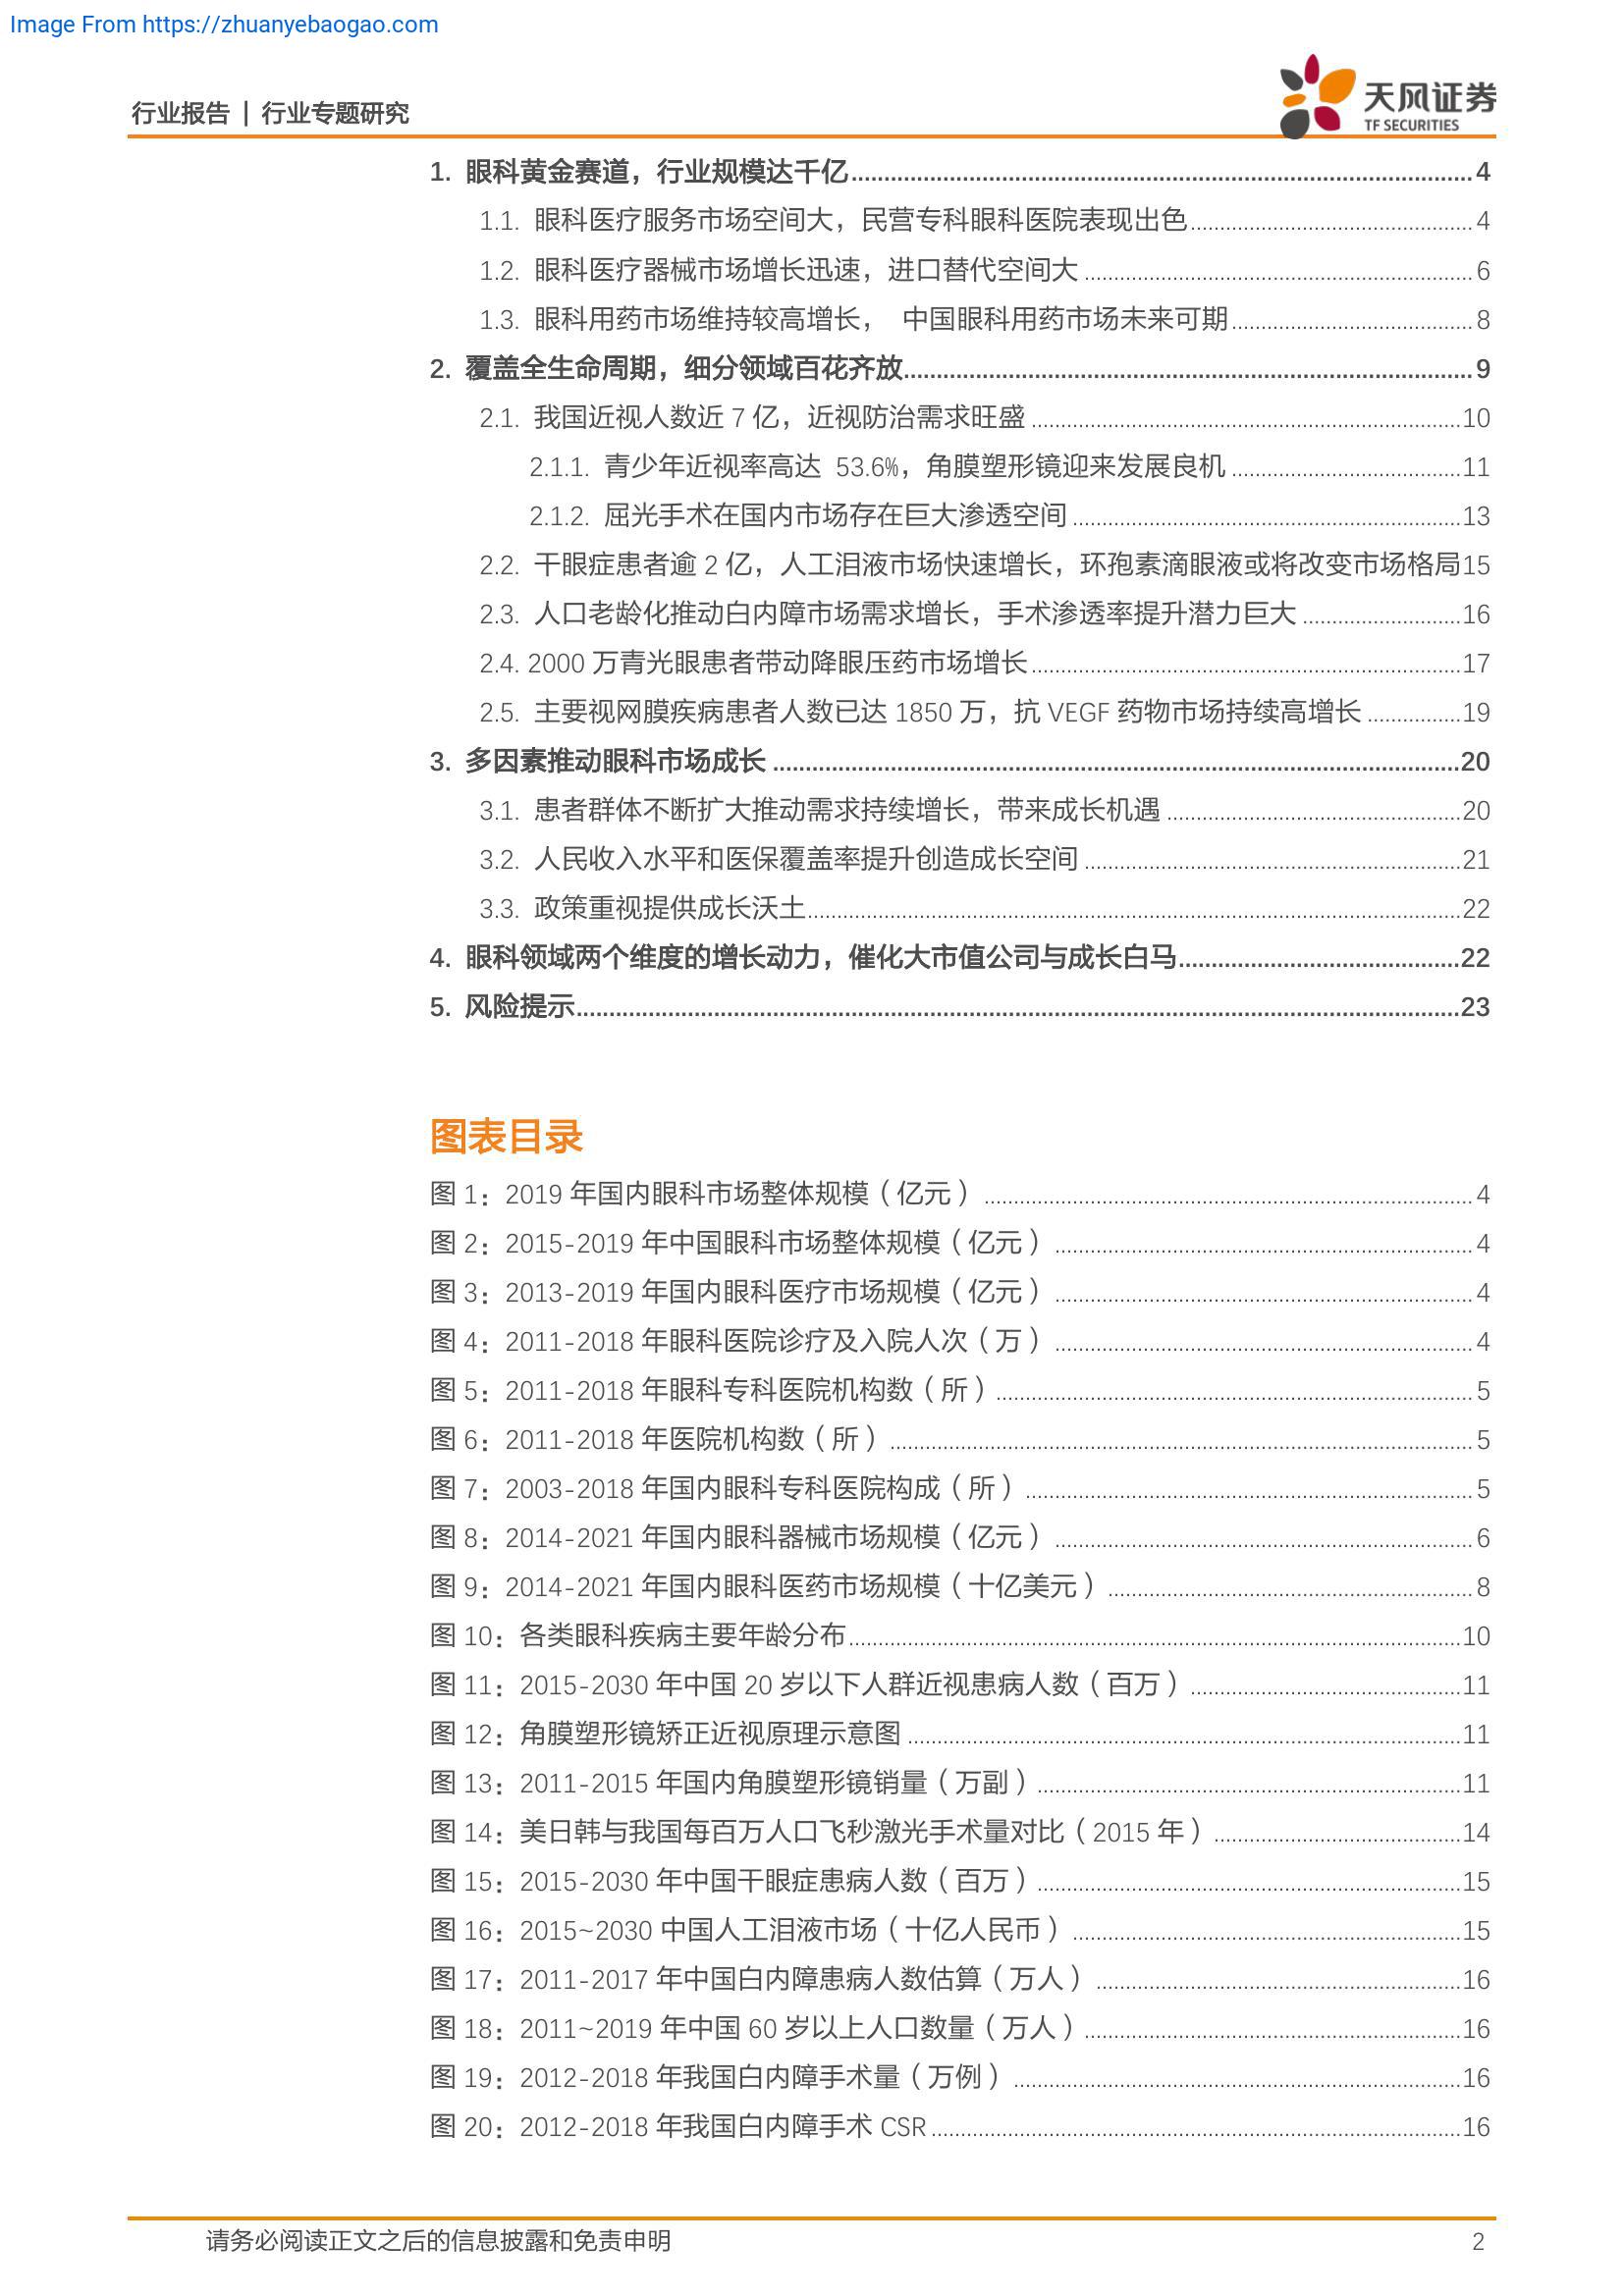 Image From https://zhuanyebaogao.com
行业报告 | 行业专题研究
天风证券
TF SECURITIES
1. 眼科黄金赛道，行业规模达千亿........4
1.1. 眼科医疗服务市场空间大，民营专科眼科医院表现出色........4
1.2. 眼科医疗器械市场增长迅速，进口替代空间大........6
1.3. 眼科用药市场维持较高增长， 中国眼科用药市场未来可期........8
2. 覆盖全生命周期，细分领域百花齐放........9
2.1. 我国近视人数近 7 亿，近视防治需求旺盛........10
2.1.1. 青少年近视率高达 53.6%，角膜塑形镜迎来发展良机........11
2.1.2. 屈光手术在国内市场存在巨大渗透空间........13
2.2. 干眼症患者逾 2 亿，人工泪液市场快速增长，环孢素滴眼液或将改变市场格局15
2.3. 人口老龄化推动白内障市场需求增长，手术渗透率提升潜力巨大........16
2.4. 2000 万青光眼患者带动降眼压药市场增长........17
2.5. 主要视网膜疾病患者人数已达 1850 万，抗 VEGF 药物市场持续高增长........19
3. 多因素推动眼科市场成长........20
3.1. 患者群体不断扩大推动需求持续增长，带来成长机遇........20
3.2. 人民收入水平和医保覆盖率提升创造成长空间........21
3.3. 政策重视提供成长沃土........22
4. 眼科领域两个维度的增长动力，催化大市值公司与成长白马........22
5. 风险提示........23
图表目录
图 1：2019 年国内眼科市场整体规模（亿元）........4
图 2：2015-2019 年中国眼科市场整体规模（亿元）........4
图 3：2013-2019 年国内眼科医疗市场规模（亿元）........4
图 4：2011-2018 年眼科医院诊疗及入院人次（万）........4
图 5：2011-2018 年眼科专科医院机构数（所）........5
图 6：2011-2018 年医院机构数（所）........5
图 7：2003-2018 年国内眼科专科医院构成（所）........5
图 8：2014-2021 年国内眼科器械市场规模（亿元）........6
图 9：2014-2021 年国内眼科医药市场规模（十亿美元）........8
图 10：各类眼科疾病主要年龄分布........10
图 11：2015-2030 年中国 20 岁以下人群近视患病人数（百万）........11
图 12：角膜塑形镜矫正近视原理示意图........11
图 13：2011-2015 年国内角膜塑形镜销量（万副）........11
图 14：美日韩与我国每百万人口飞秒激光手术量对比（2015 年）........14
图 15：2015-2030 年中国干眼症患病人数（百万）........15
图 16：2015~2030 中国人工泪液市场（十亿人民币）........15
图 17：2011-2017 年中国白内障患病人数估算（万人）........16
图 18：2011~2019 年中国 60 岁以上人口数量（万人）........16
图 19：2012-2018 年我国白内障手术量（万例）........16
图 20：2012-2018 年我国白内障手术 CSR........16
请务必阅读正文之后的信息披露和免责申明 2